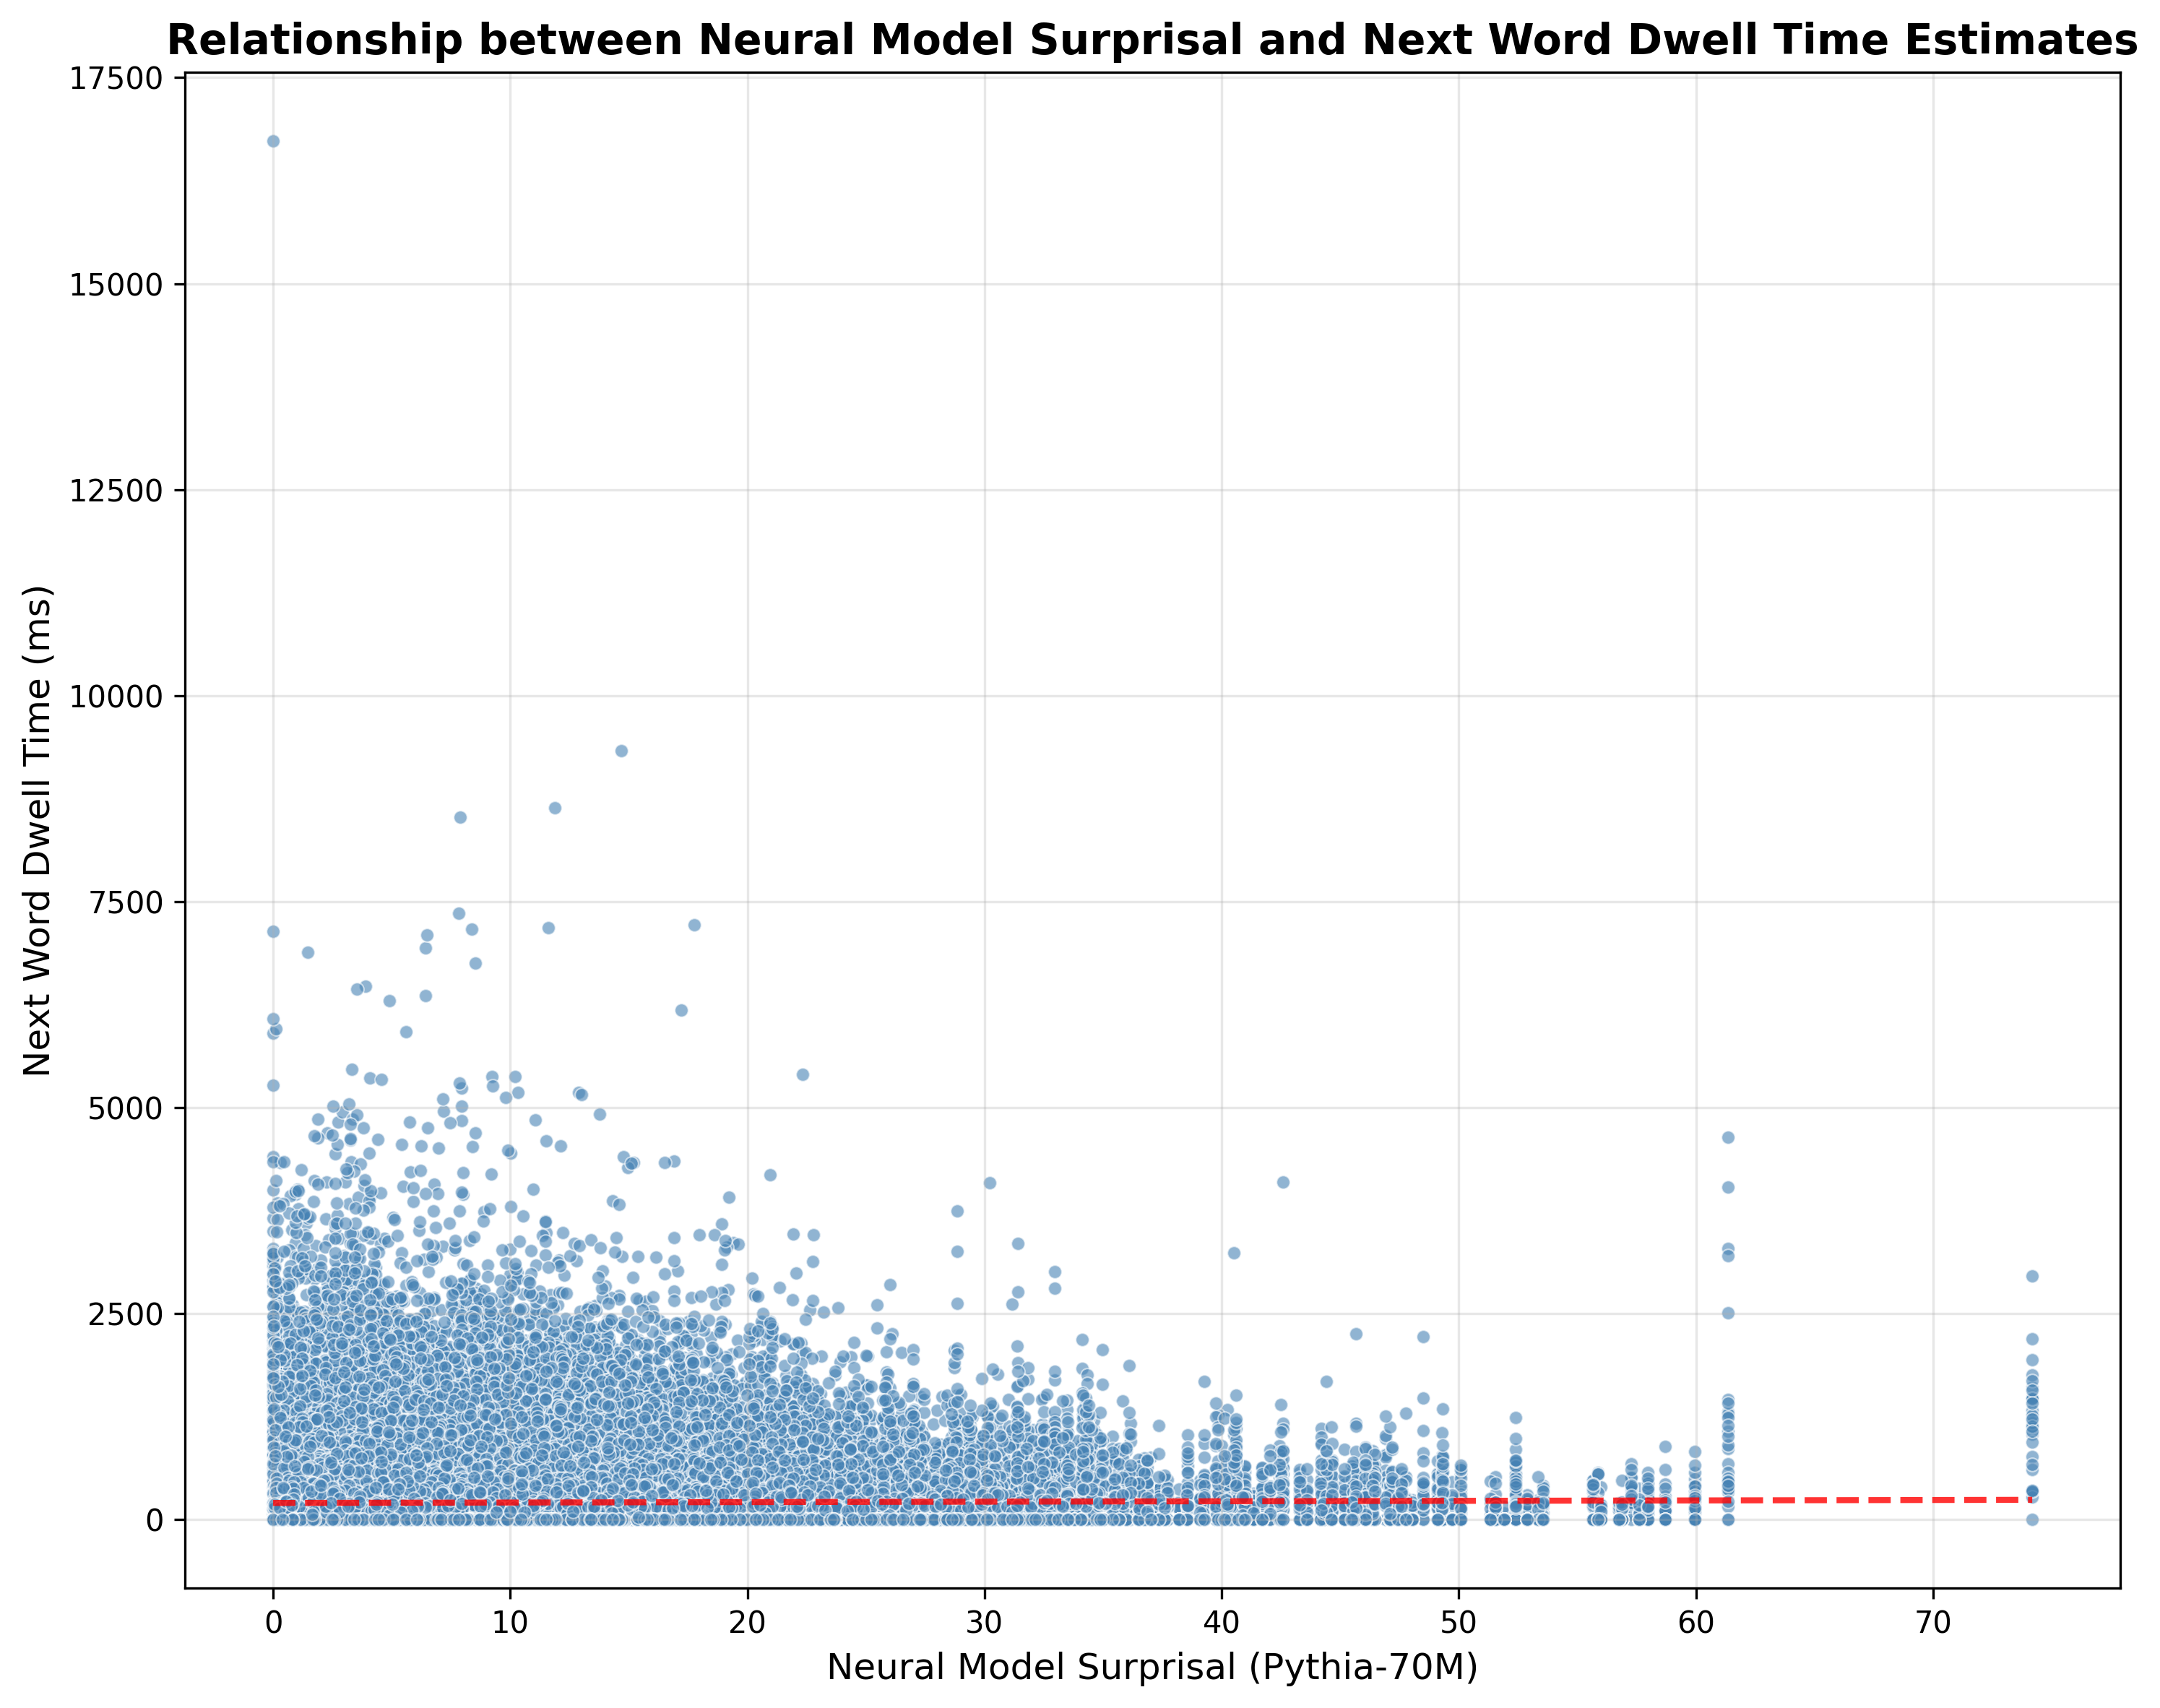 Relationship between Neural Model Surprisal and Next Word Dwell Time Estimates
17500
15000
12500
10000
7500
5000
2500
0
Next Word Dwell Time (ms)
0 10 20 30 40 50 60 70
Neural Model Surprisal (Pythia-70M)